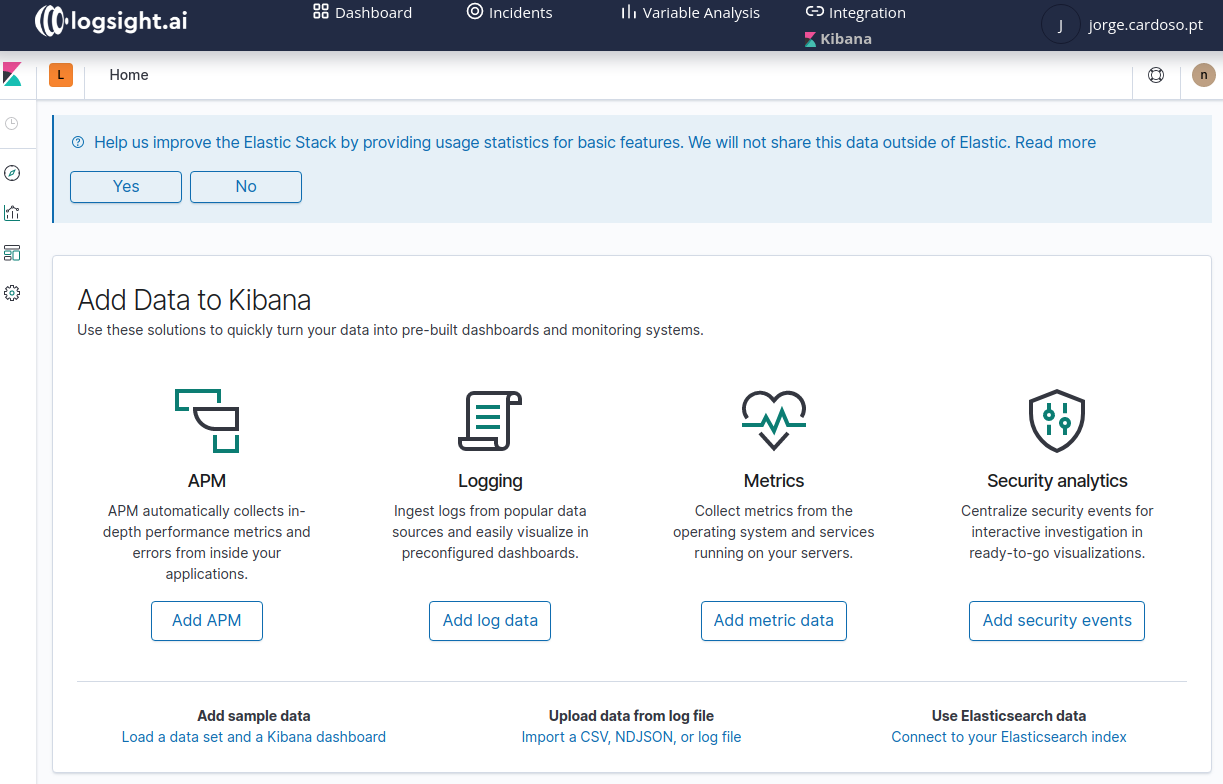 logsight.ai
Dashboard
Incidents
Variable Analysis
Integration
Kibana
J
jorge.cardoso.pt
L
Home
n
Help us improve the Elastic Stack by providing usage statistics for basic features. We will not share this data outside of Elastic. Read more
Yes
No
Add Data to Kibana
Use these solutions to quickly turn your data into pre-built dashboards and monitoring systems.
APM
APM automatically collects in-
depth performance metrics and
errors from inside your
applications.
Add APM
Logging
Ingest logs from popular data
sources and easily visualize in
preconfigured dashboards.
Add log data
Metrics
Collect metrics from the
operating system and services
running on your servers.
Add metric data
Security analytics
Centralize security events for
interactive investigation in
ready-to-go visualizations.
Add security events
Add sample data
Load a data set and a Kibana dashboard
Upload data from log file
Import a CSV, NDJSON, or log file
Use Elasticsearch data
Connect to your Elasticsearch index